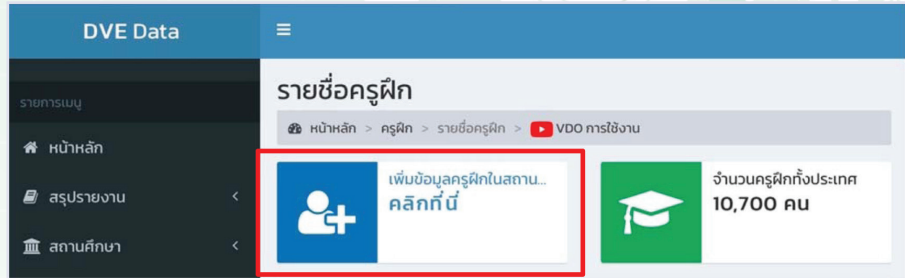 DVE Data
รายการเมนู
หน้าหลัก
สรุปรายงาน
สถานศึกษา
รายชื่อครูฝึก
หน้าหลัก > ครูฝึก > รายชื่อครูฝึก > VDO การใช้งาน
เพิ่มข้อมูลครูฝึกในสถาน...
คลิกที่นี่
จำนวนครูฝึกทั้งประเทศ
10,700 คน